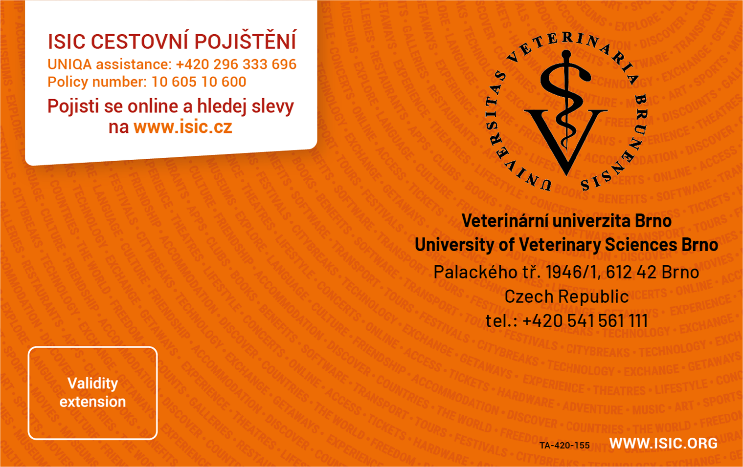 ISIC CESTOVNÍ POJIŠTĚNÍ
UNIQA assistance: +420 296 333 696
Policy number: 10 605 10 600
Pojisti se online a hledej slevy
na www.isic.cz
UNIVERSITAS VETERINARIA BRUNENSIS
Veterinární univerzita Brno
University of Veterinary Sciences Brno
Palackého tř. 1946/1, 612 42 Brno
Czech Republic
tel.: +420 541 561 111
Validity
extension
TA-420-155
WWW.ISIC.ORG